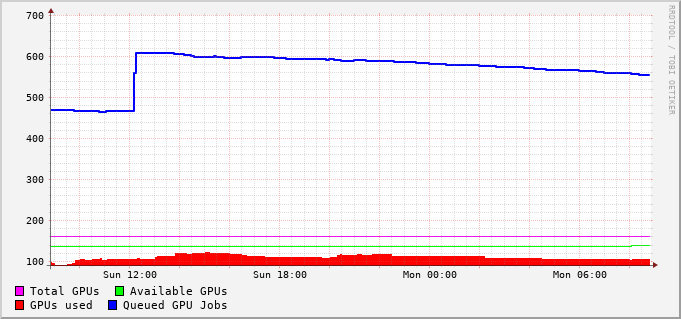 700
600
500
400
300
200
100
Sun 12:00 Sun 18:00 Mon 00:00 Mon 06:00
Total GPUs Available GPUs
GPUs used Queued GPU Jobs
RRDTOOL / TOBI OETIKER